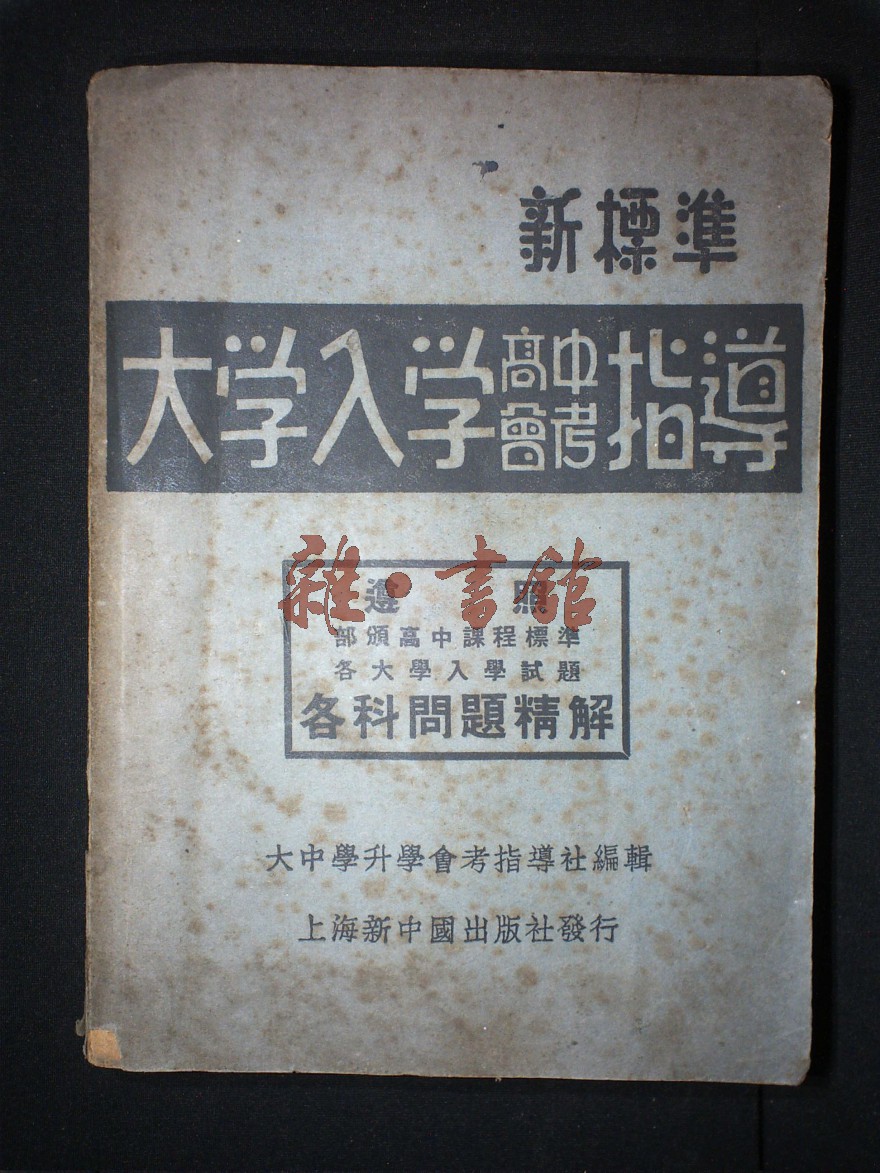 新標準
大学入学高中會考指導
遵照
雜·書館
部頒高中課程標準
各大學入學試題
各科問題精解
大中學升學會考指導社編輯
上海新中國出版社發行